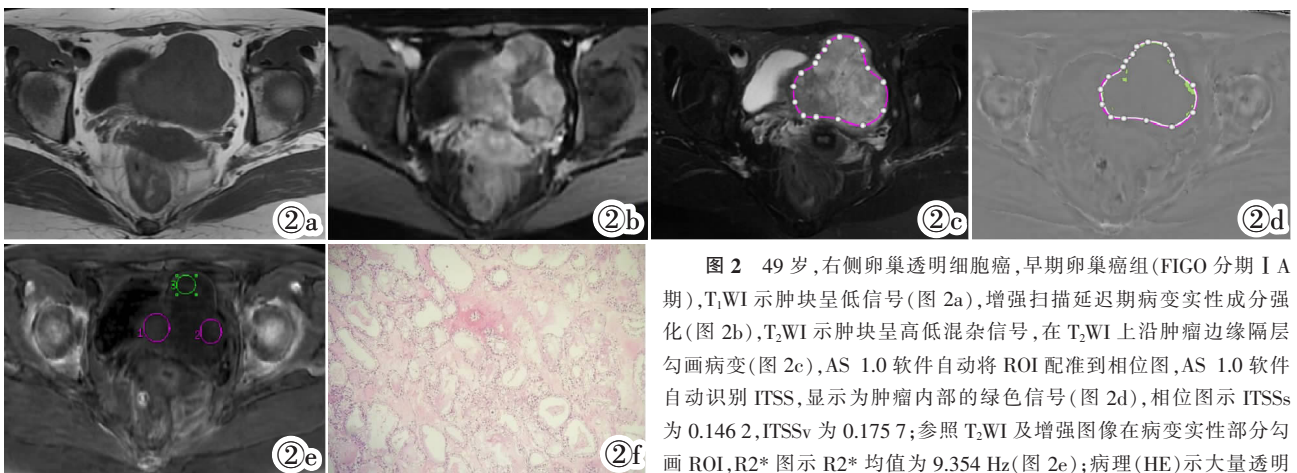 ②a
②b
②c
②d
3
1
2
②e
②f
图 2 49 岁,右侧卵巢透明细胞癌,早期卵巢癌组(FIGO 分期 Ⅰ A
期),T₁WI 示肿块呈低信号(图 2a),增强扫描延迟期病变实性成分强
化(图 2b),T₂WI 示肿块呈高低混杂信号,在 T₂WI 上沿肿瘤边缘隔层
勾画病变(图 2c),AS 1.0 软件自动将 ROI 配准到相位图,AS 1.0 软件
自动识别 ITSS,显示为肿瘤内部的绿色信号(图 2d),相位图示 ITSSs
为 0.146 2,ITSSv 为 0.175 7;参照 T₂WI 及增强图像在病变实性部分勾
画 ROI,R2* 图示 R2* 均值为 9.354 Hz(图 2e);病理(HE)示大量透明